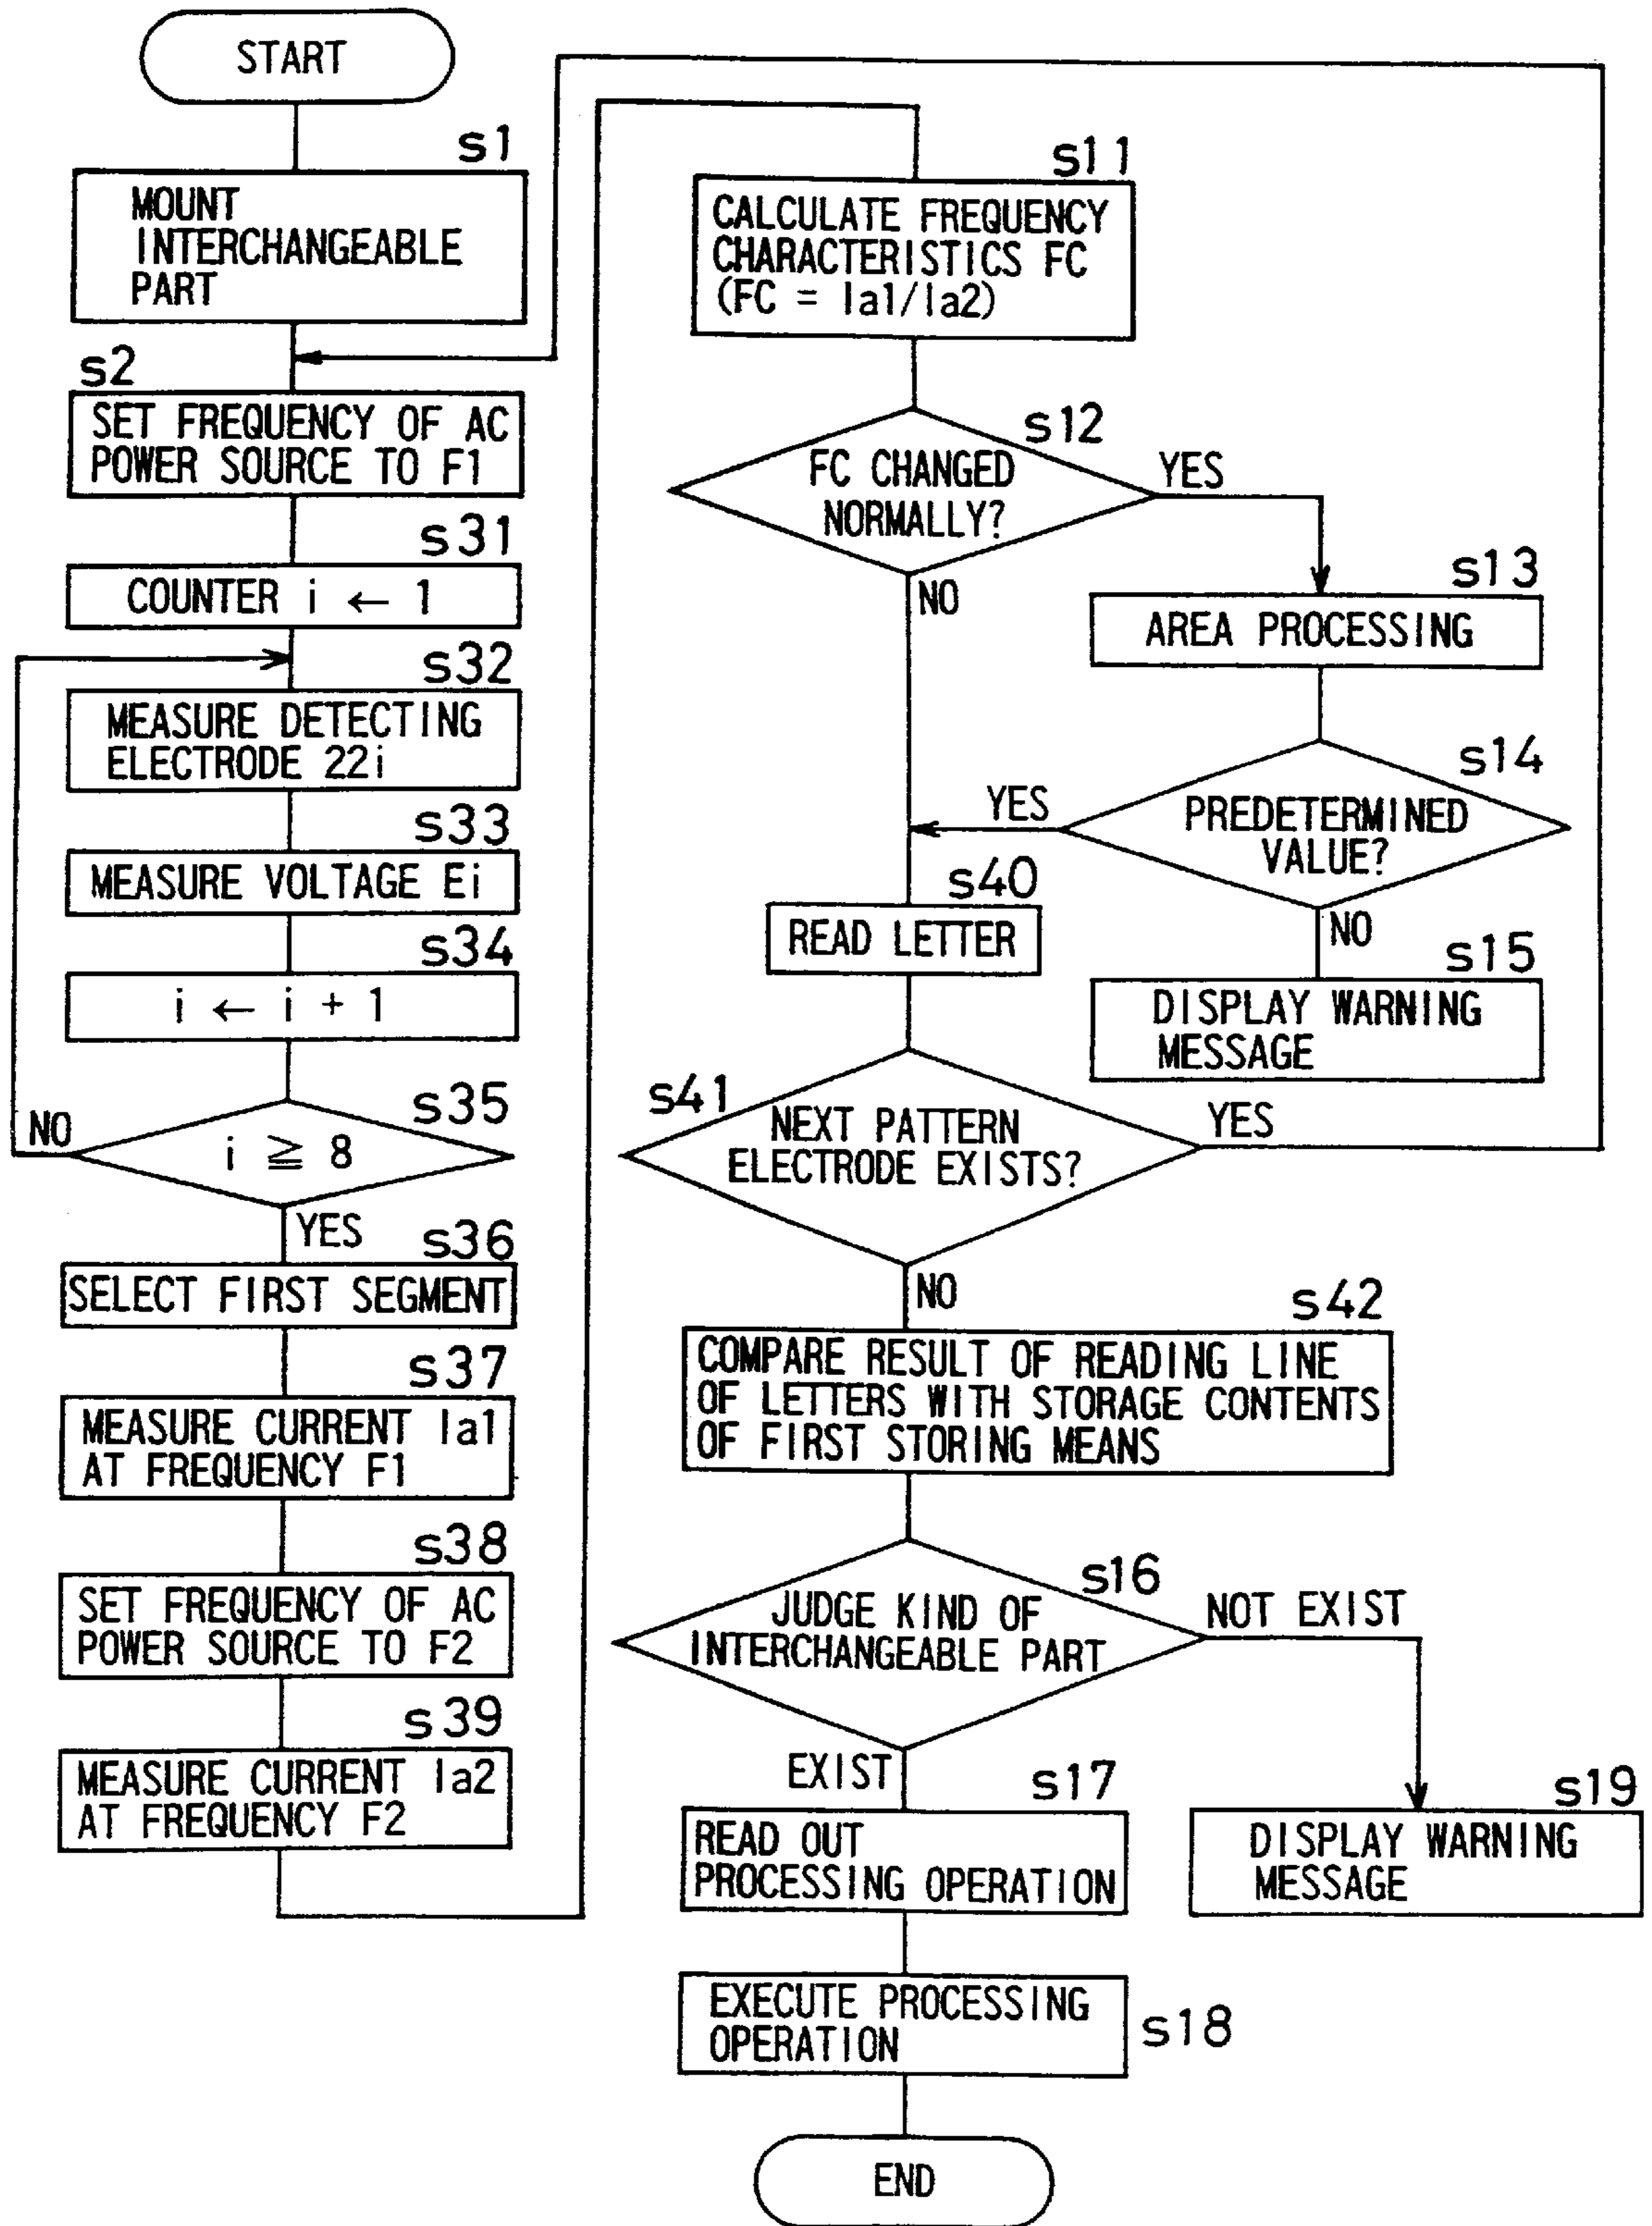 START
s1
MOUNT
INTERCHANGEABLE
PART
s2
SET FREQUENCY OF AC
POWER SOURCE TO F1
s31
COUNTER i ← 1
s32
MEASURE DETECTING
ELECTRODE 22i
s33
MEASURE VOLTAGE Ei
s34
i ← i + 1
s35
NO
i ≧ 8
YES
s36
SELECT FIRST SEGMENT
s37
MEASURE CURRENT Ia1
AT FREQUENCY F1
s38
SET FREQUENCY OF AC
POWER SOURCE TO F2
s39
MEASURE CURRENT Ia2
AT FREQUENCY F2
s11
CALCULATE FREQUENCY
CHARACTERISTICS FC
(FC = Ia1/Ia2)
s12
FC CHANGED
NORMALLY?
YES
NO
s13
AREA PROCESSING
s14
YES
PREDETERMINED
VALUE?
NO
s15
DISPLAY WARNING
MESSAGE
s40
READ LETTER
s41
NEXT PATTERN
ELECTRODE EXISTS?
YES
NO
s42
COMPARE RESULT OF READING LINE
OF LETTERS WITH STORAGE CONTENTS
OF FIRST STORING MEANS
s16
JUDGE KIND OF
INTERCHANGEABLE PART
NOT EXIST
EXIST
s17
READ OUT
PROCESSING OPERATION
s19
DISPLAY WARNING
MESSAGE
EXECUTE PROCESSING
OPERATION
s18
END